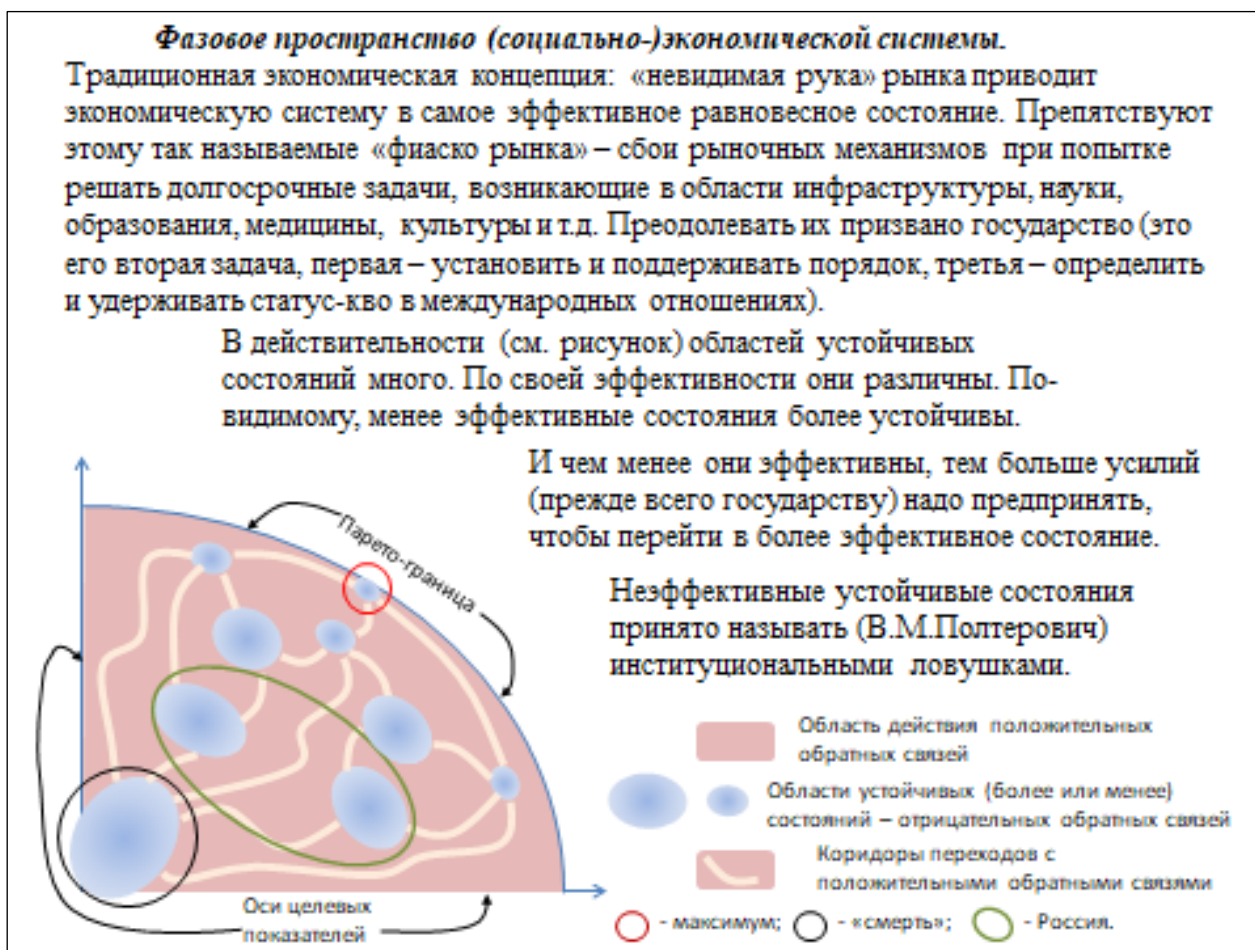 Фазовое пространство (социально-)экономической системы.
Традиционная экономическая концепция: «невидимая рука» рынка приводит
экономическую систему в самое эффективное равновесное состояние. Препятствуют
этому так называемые «фиаско рынка» – сбои рыночных механизмов при попытке
решать долгосрочные задачи, возникающие в области инфраструктуры, науки,
образования, медицины, культуры и т.д. Преодолевать их призвано государство (это
его вторая задача, первая – установить и поддерживать порядок, третья – определить
и удерживать статус-кво в международных отношениях).
В действительности (см. рисунок) областей устойчивых
состояний много. По своей эффективности они различны. По-
видимому, менее эффективные состояния более устойчивы.
И чем менее они эффективны, тем больше усилий
(прежде всего государству) надо предпринять,
чтобы перейти в более эффективное состояние.
Парето-граница
Неэффективные устойчивые состояния
принято называть (В.М.Полтерович)
институциональными ловушками.
Область действия положительных
обратных связей
Области устойчивых (более или менее)
состояний – отрицательных обратных связей
Коридоры переходов с
положительными обратными связями
Оси целевых
показателей
- максимум; - «смерть»; - Россия.